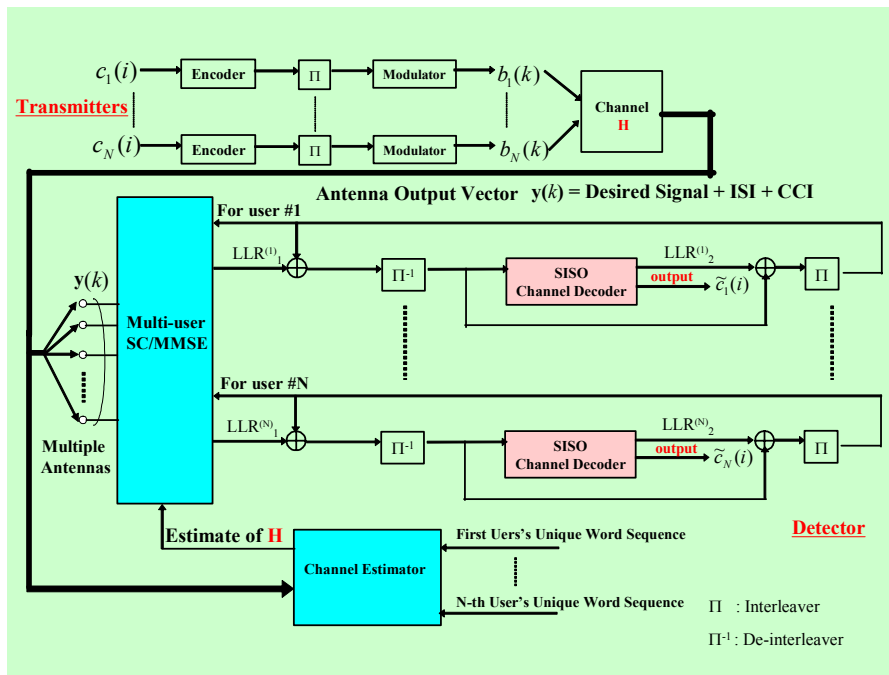 c₁(i) Encoder Π Modulator b₁(k)
Transmitters
Channel
H
c_N(i) Encoder Π Modulator b_N(k)
Antenna Output Vector y(k) = Desired Signal + ISI + CCI
For user #1
LLR⁽¹⁾₁ Π⁻¹
SISO
Channel Decoder
LLR⁽¹⁾₂
output c̃₁(i)
Π
y(k)
Multi-user
SC/MMSE
For user #N
LLR⁽ᴺ⁾₁ Π⁻¹
SISO
Channel Decoder
LLR⁽ᴺ⁾₂
output c̃_N(i)
Π
Multiple
Antennas
Estimate of H
Channel Estimator
First Uers's Unique Word Sequence
N-th User's Unique Word Sequence
Detector
Π : Interleaver
Π⁻¹ : De-interleaver